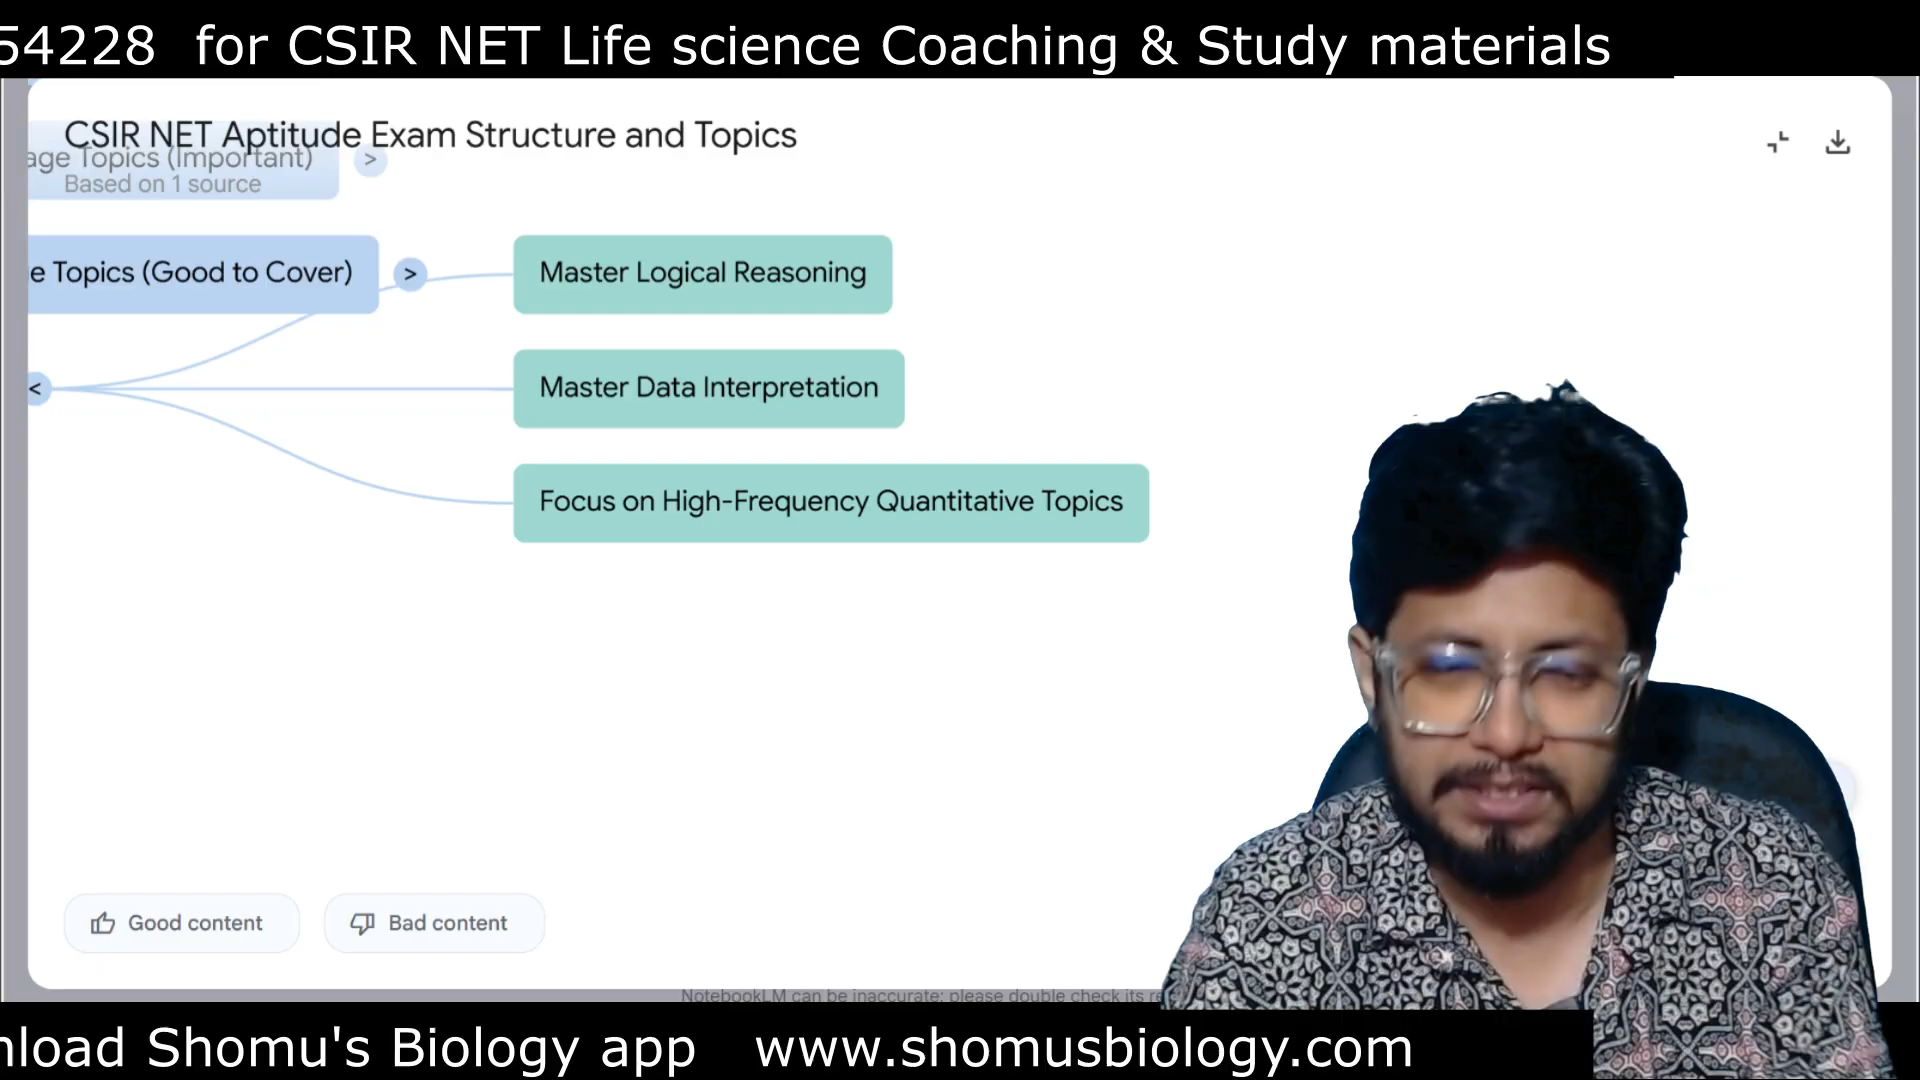 54228 for CSIR NET Life science Coaching & Study materials
CSIR NET Aptitude Exam Structure and Topics
age Topics (Important) >
Based on 1 source
e Topics (Good to Cover) >
Master Logical Reasoning
<
Master Data Interpretation
Focus on High-Frequency Quantitative Topics
Good content
Bad content
NotebookLM can be inaccurate; please double check its re
nload Shomu's Biology app www.shomusbiology.com